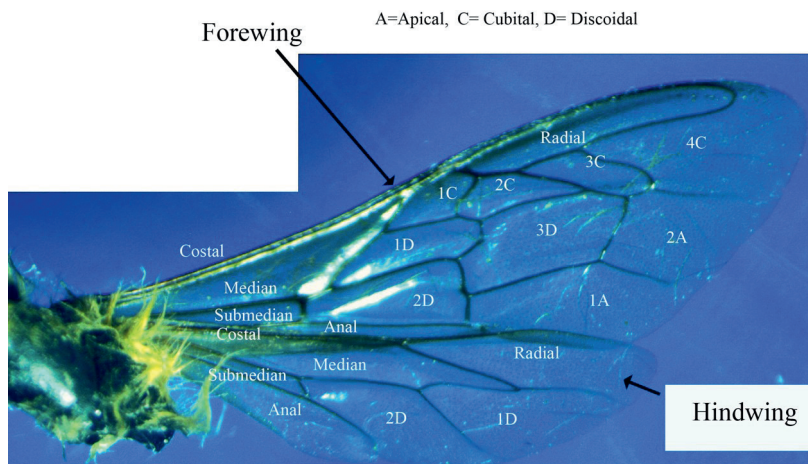 A=Apical, C= Cubital, D= Discoidal
Forewing
Radial
4C
3C
2C
1C
3D
1D
2A
Costal
Median
2D
1A
Submedian
Anal
Costal
Radial
Median
Submedian
Anal
2D
1D
Hindwing